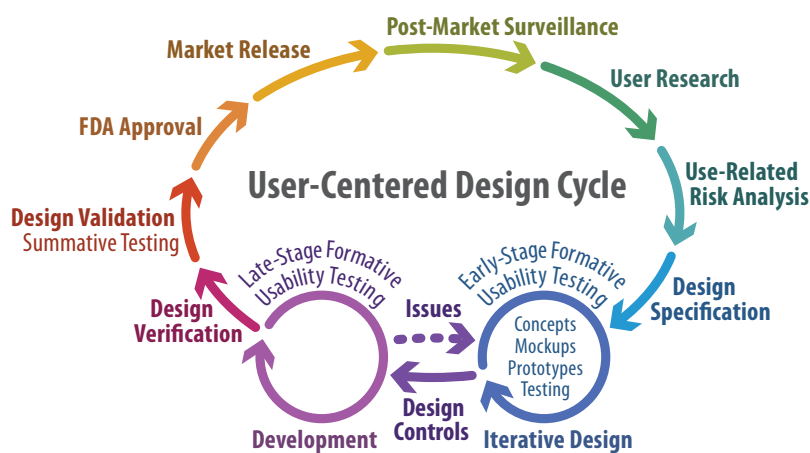 Post-Market Surveillance
Market Release
User Research
FDA Approval
User-Centered Design Cycle
Use-Related
Risk Analysis
Design Validation
Summative Testing
Late-Stage Formative
Usability Testing
Early-Stage Formative
Usability Testing
Design
Specification
Design
Verification
Issues
Concepts
Mockups
Prototypes
Testing
Design
Controls
Development
Iterative Design